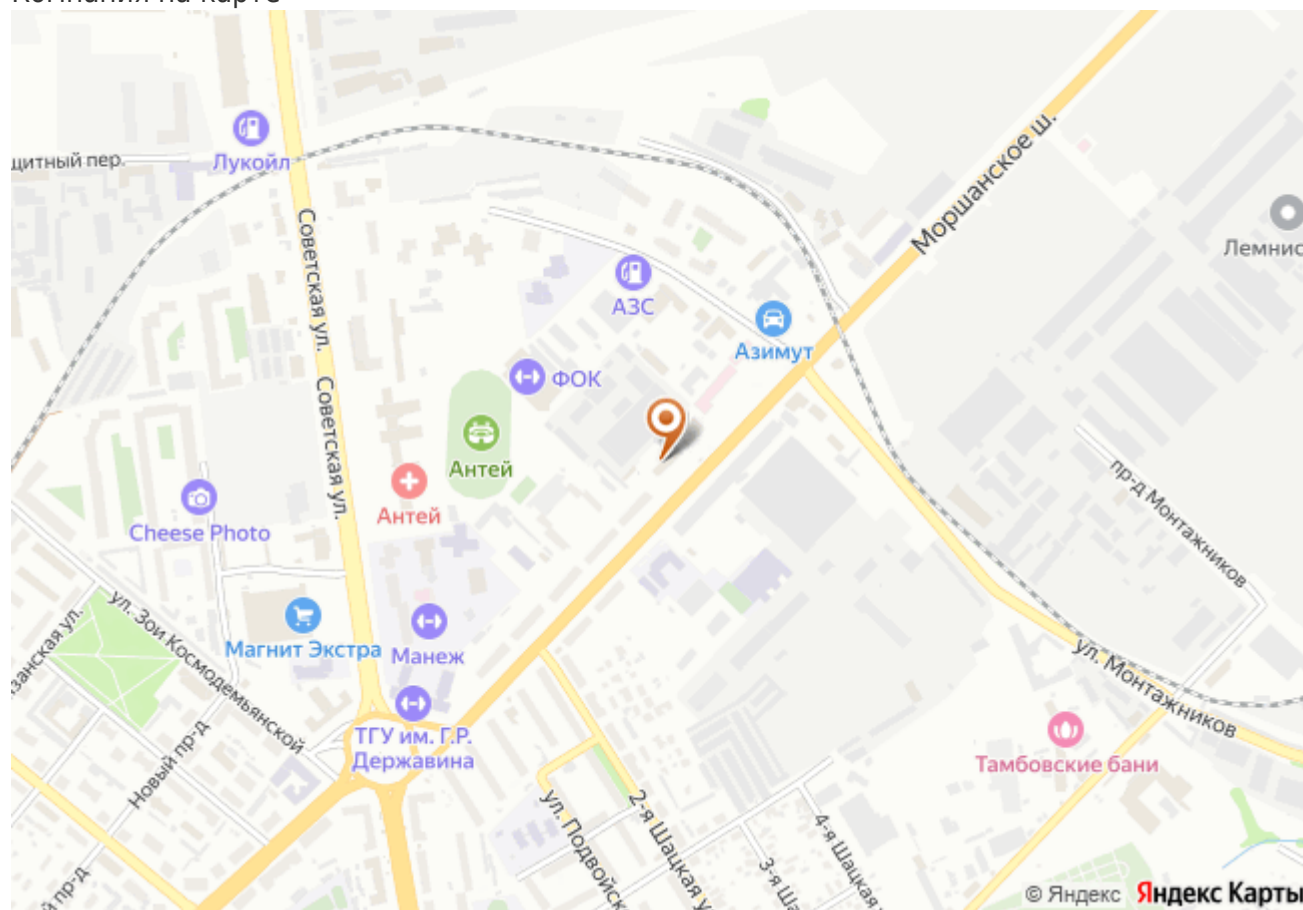 Компания на карте
щитный пер.
Лукойл
Моршанское ш.
Лемнис
Советская ул.
АЗС
Азимут
ФОК
Советская ул.
Антей
Антей
Cheese Photo
пр-д Монтажников
ул. Зои Космодемьянской
Магнит Экстра
Манеж
занская ул.
ул. Монтажников
ТГУ им. Г.Р.
Державина
Новый пр-д
Тамбовские бани
ул. Подвойск
2-я Шацкая у
3-я Ша
4-я Шацкая
й пр-д
© Яндекс Яндекс Карты